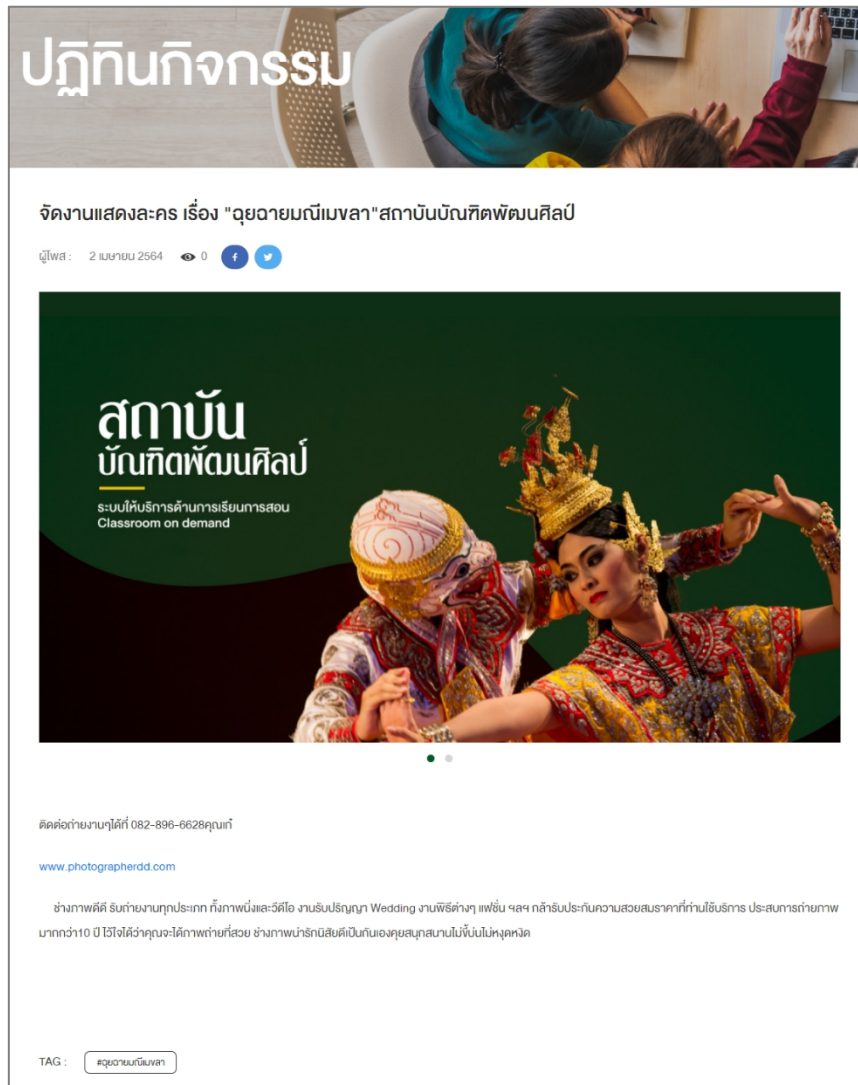 ปฏิทินกิจกรรม
จัดงานแสดงละคร เรื่อง "ฉุยฉายมณีเมขลา"สถาบันบัณฑิตพัฒนศิลป์
ผู้โพส : 2 เมษายน 2564 0
สถาบัน
บัณฑิตพัฒนศิลป์
ระบบให้บริการด้านการเรียนการสอน
Classroom on demand
ติดต่อถ่ายงานๆได้ที่ 082-896-6628คุณเก๋
www.photographerdd.com
ช่างภาพดีดี รับถ่ายงานทุกประเภท ทั้งภาพนิ่งและวีดีโอ งานรับปริญญา Wedding งานพิธีต่างๆ แฟชั่น ฯลฯ กล้ารับประกันความสวยสมราคาที่ท่านใช้บริการ ประสบการถ่ายภาพ
มากกว่า10 ปี ไว้ใจได้ว่าคุณจะได้ภาพถ่ายที่สวย ช่างภาพน่ารักนิสัยดีเป็นกันเองคุยสนุกสนานไม่ขี้บ่นไม่หงุดหงิด
TAG : #ฉุยฉายมณีเมขลา